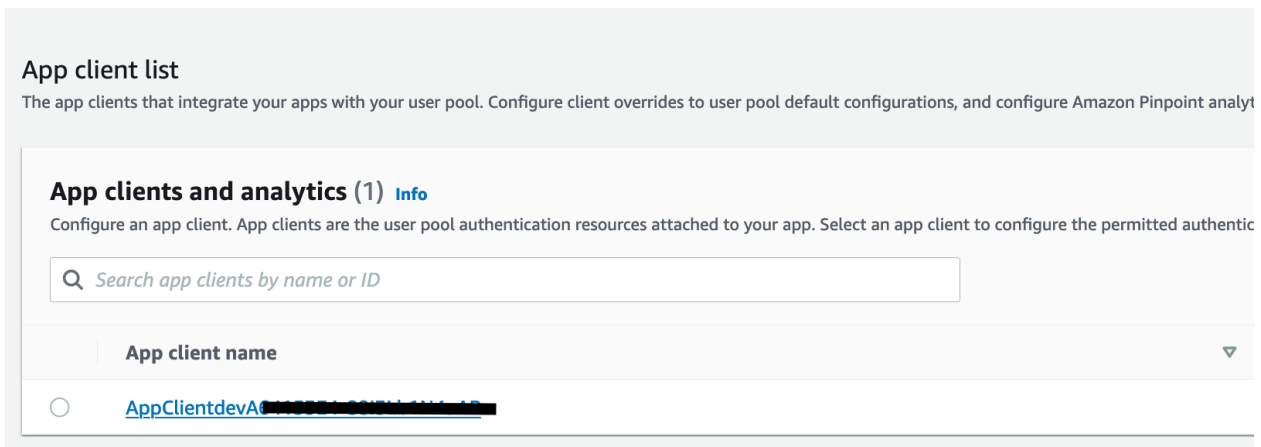 App client list
The app clients that integrate your apps with your user pool. Configure client overrides to user pool default configurations, and configure Amazon Pinpoint analyt
App clients and analytics (1) Info
Configure an app client. App clients are the user pool authentication resources attached to your app. Select an app client to configure the permitted authentic
Search app clients by name or ID
App client name